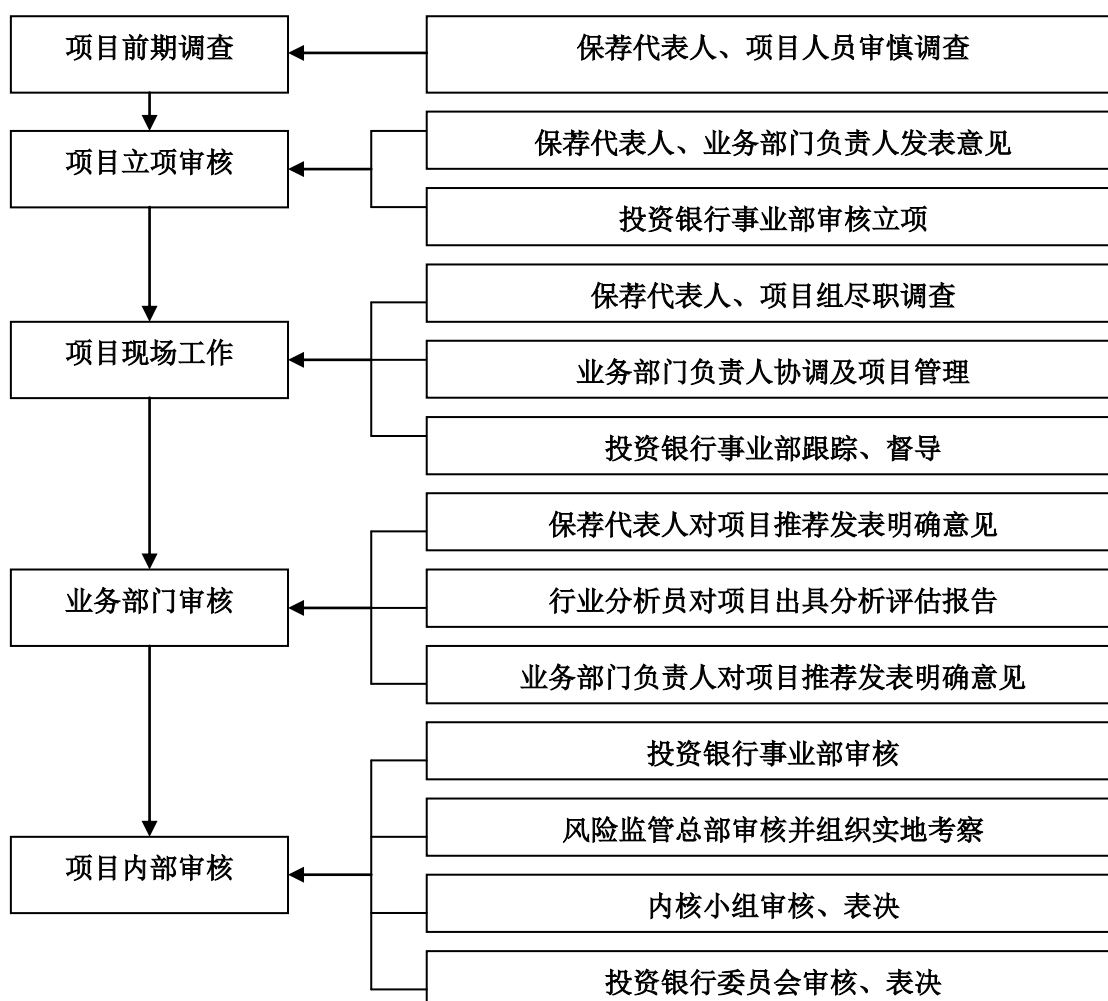 项目前期调查
保荐代表人、项目人员审慎调查
项目立项审核
保荐代表人、业务部门负责人发表意见
投资银行事业部审核立项
项目现场工作
保荐代表人、项目组尽职调查
业务部门负责人协调及项目管理
投资银行事业部跟踪、督导
业务部门审核
保荐代表人对项目推荐发表明确意见
行业分析员对项目出具分析评估报告
业务部门负责人对项目推荐发表明确意见
项目内部审核
投资银行事业部审核
风险监管总部审核并组织实地考察
内核小组审核、表决
投资银行委员会审核、表决